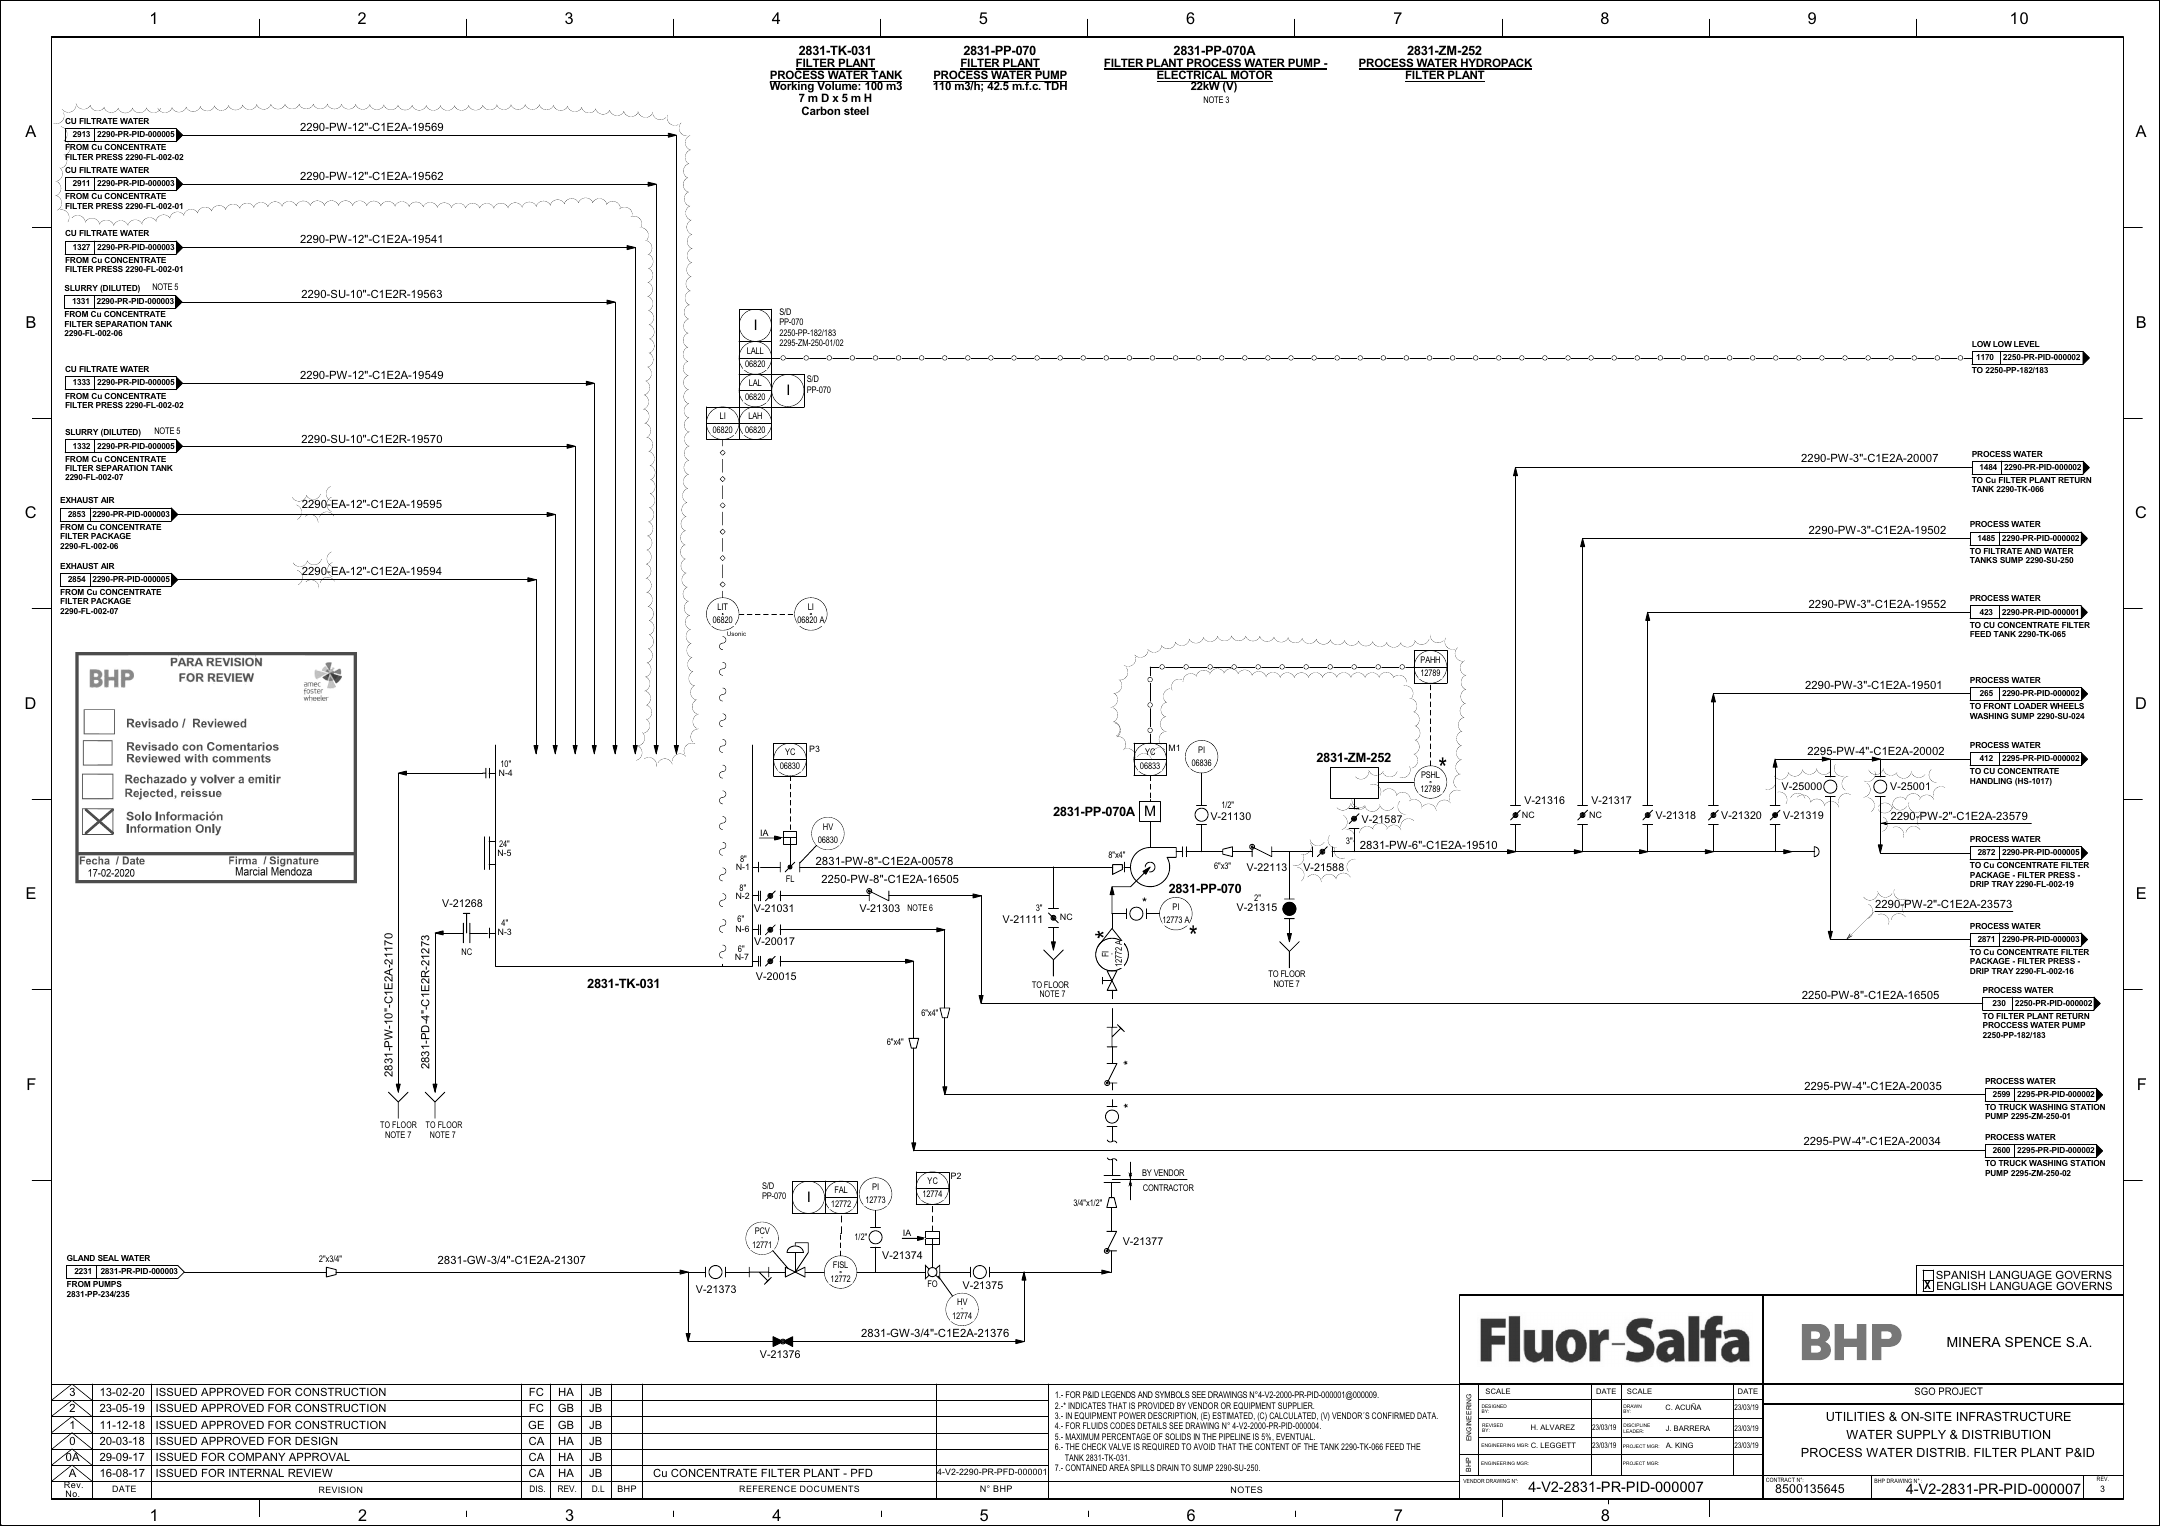 1 2 3 4 5 6 7 8 9 10
2831-TK-031
FILTER PLANT
PROCESS WATER TANK
Working Volume: 100 m3
7 m D x 5 m H
Carbon steel
2831-PP-070
FILTER PLANT
PROCESS WATER PUMP
110 m3/h; 42.5 m.f.c. TDH
2831-PP-070A
FILTER PLANT PROCESS WATER PUMP -
ELECTRICAL MOTOR
22kW (V)
NOTE 3
2831-ZM-252
PROCESS WATER HYDROPACK
FILTER PLANT
A
B
C
D
E
F
A
B
C
D
E
F
CU FILTRATE WATER
2913 2290-PR-PID-000005
FROM Cu CONCENTRATE
FILTER PRESS 2290-FL-002-02
2290-PW-12"-C1E2A-19569
CU FILTRATE WATER
2911 2290-PR-PID-000003
FROM Cu CONCENTRATE
FILTER PRESS 2290-FL-002-01
2290-PW-12"-C1E2A-19562
CU FILTRATE WATER
1327 2290-PR-PID-000003
FROM Cu CONCENTRATE
FILTER PRESS 2290-FL-002-01
2290-PW-12"-C1E2A-19541
SLURRY (DILUTED) NOTE 5
1331 2290-PR-PID-000003
FROM Cu CONCENTRATE
FILTER SEPARATION TANK
2290-FL-002-06
2290-SU-10"-C1E2R-19563
CU FILTRATE WATER
1333 2290-PR-PID-000005
FROM Cu CONCENTRATE
FILTER PRESS 2290-FL-002-02
2290-PW-12"-C1E2A-19549
SLURRY (DILUTED) NOTE 5
1332 2290-PR-PID-000005
FROM Cu CONCENTRATE
FILTER SEPARATION TANK
2290-FL-002-07
2290-SU-10"-C1E2R-19570
EXHAUST AIR
2853 2290-PR-PID-000003
FROM Cu CONCENTRATE
FILTER PACKAGE
2290-FL-002-06
2290-EA-12"-C1E2A-19595
EXHAUST AIR
2854 2290-PR-PID-000005
FROM Cu CONCENTRATE
FILTER PACKAGE
2290-FL-002-07
2290-EA-12"-C1E2A-19594
BHP
PARA REVISION
FOR REVIEW
amec
foster
wheeler
Revisado / Reviewed
Revisado con Comentarios
Reviewed with comments
Rechazado y volver a emitir
Rejected, reissue
Solo Información
Information Only
Fecha / Date
17-02-2020
Firma / Signature
Marcial Mendoza
I
S/D
PP-070
2250-PP-182/183
2295-ZM-250-01/02
LALL
06820
LAL
06820
I
S/D
PP-070
LI
06820
LAH
06820
LIT
06820
Usonic
LI
06820 A
LOW LOW LEVEL
1170 2250-PR-PID-000002
TO 2250-PP-182/183
2290-PW-3"-C1E2A-20007
PROCESS WATER
1484 2290-PR-PID-000002
TO Cu FILTER PLANT RETURN
TANK 2290-TK-066
2290-PW-3"-C1E2A-19502
PROCESS WATER
1485 2290-PR-PID-000002
TO FILTRATE AND WATER
TANKS SUMP 2290-SU-250
2290-PW-3"-C1E2A-19552
PROCESS WATER
423 2290-PR-PID-000001
TO CU CONCENTRATE FILTER
FEED TANK 2290-TK-065
2290-PW-3"-C1E2A-19501
PROCESS WATER
265 2290-PR-PID-000002
TO FRONT LOADER WHEELS
WASHING SUMP 2290-SU-024
2295-PW-4"-C1E2A-20002
PROCESS WATER
412 2295-PR-PID-000002
TO CU CONCENTRATE
HANDLING (HS-1017)
V-25000
V-25001
2290-PW-2"-C1E2A-23579
PROCESS WATER
2872 2290-PR-PID-000005
TO Cu CONCENTRATE FILTER
PACKAGE - FILTER PRESS -
DRIP TRAY 2290-FL-002-19
2290-PW-2"-C1E2A-23573
PROCESS WATER
2871 2290-PR-PID-000003
TO Cu CONCENTRATE FILTER
PACKAGE - FILTER PRESS -
DRIP TRAY 2290-FL-002-16
2250-PW-8"-C1E2A-16505
PROCESS WATER
230 2250-PR-PID-000002
TO FILTER PLANT RETURN
PROCCESS WATER PUMP
2250-PP-182/183
2295-PW-4"-C1E2A-20035
PROCESS WATER
2599 2295-PR-PID-000002
TO TRUCK WASHING STATION
PUMP 2295-ZM-250-01
2295-PW-4"-C1E2A-20034
PROCESS WATER
2600 2295-PR-PID-000002
TO TRUCK WASHING STATION
PUMP 2295-ZM-250-02
10"
N-4
24"
N-5
4"
N-3
V-21268
NC
2831-PW-10"-C1E2A-21170
2831-PD-4"-C1E2R-21273
TO FLOOR
NOTE 7
TO FLOOR
NOTE 7
2831-TK-031
8"
N-1
8"
N-2
6"
N-6
6"
N-7
YC
06830
P3
IA
HV
06830
FL
2831-PW-8"-C1E2A-00578
2250-PW-8"-C1E2A-16505
V-21031
V-21303 NOTE 6
V-20017
V-20015
6"x4"
6"x4"
3"
V-21111
NC
TO FLOOR
NOTE 7
8"x4"
2831-PP-070A
M
YC
06833
M1
PI
06836
1/2"
V-21130
2831-PP-070
6"x3"
V-22113
V-21588
2"
V-21315
TO FLOOR
NOTE 7
PAHH
12789
2831-ZM-252
PSHL
12789
*
V-21587
3"
2831-PW-6"-C1E2A-19510
V-21316
NC
V-21317
NC
V-21318
V-21320
V-21319
*
PI
12773 A
*
*
FI
12772 A
*
*
BY VENDOR
CONTRACTOR
3/4"x1/2"
V-21377
GLAND SEAL WATER
2231 2831-PR-PID-000003
FROM PUMPS
2831-PP-234/235
2"x3/4"
2831-GW-3/4"-C1E2A-21307
V-21373
PCV
12771
S/D
PP-070
I
FAL
12772
PI
12773
FISL
12772
1/2"
V-21374
YC
12774
P2
IA
FO
HV
12774
V-21375
2831-GW-3/4"-C1E2A-21376
V-21376
SPANISH LANGUAGE GOVERNS
X ENGLISH LANGUAGE GOVERNS
Fluor-Salfa
BHP
MINERA SPENCE S.A.
3 13-02-20 ISSUED APPROVED FOR CONSTRUCTION FC HA JB
2 23-05-19 ISSUED APPROVED FOR CONSTRUCTION FC GB JB
1 11-12-18 ISSUED APPROVED FOR CONSTRUCTION GE GB JB
0 20-03-18 ISSUED APPROVED FOR DESIGN CA HA JB
0A 29-09-17 ISSUED FOR COMPANY APPROVAL CA HA JB
A 16-08-17 ISSUED FOR INTERNAL REVIEW CA HA JB
Rev. No. DATE REVISION DIS. REV. D.L BHP
Cu CONCENTRATE FILTER PLANT - PFD 4-V2-2290-PR-PFD-000001
REFERENCE DOCUMENTS N° BHP
1.- FOR P&ID LEGENDS AND SYMBOLS SEE DRAWINGS N°4-V2-2000-PR-PID-000001@000009.
2.-* INDICATES THAT IS PROVIDED BY VENDOR OR EQUIPMENT SUPPLIER.
3.- IN EQUIPMENT POWER DESCRIPTION, (E) ESTIMATED, (C) CALCULATED, (V) VENDOR´S CONFIRMED DATA.
4.- FOR FLUIDS CODES DETAILS SEE DRAWING N° 4-V2-2000-PR-PID-000004.
5.- MAXIMUM PERCENTAGE OF SOLIDS IN THE PIPELINE IS 5%, EVENTUAL.
6.- THE CHECK VALVE IS REQUIRED TO AVOID THAT THE CONTENT OF THE TANK 2290-TK-066 FEED THE
TANK 2831-TK-031.
7.- CONTAINED AREA SPILLS DRAIN TO SUMP 2290-SU-250.
NOTES
ENGINEERING
BHP
SCALE DATE SCALE DATE
DESIGNED BY: DRAWN BY: C. ACUÑA 23/03/19
REVISED BY: H. ALVAREZ 23/03/19 DISCIPLINE LEADER: J. BARRERA 23/03/19
ENGINEERING MGR: C. LEGGETT 23/03/19 PROJECT MGR: A. KING 23/03/19
ENGINEERING MGR: PROJECT MGR:
VENDOR DRAWING N°: 4-V2-2831-PR-PID-000007
SGO PROJECT
UTILITIES & ON-SITE INFRASTRUCTURE
WATER SUPPLY & DISTRIBUTION
PROCESS WATER DISTRIB. FILTER PLANT P&ID
CONTRACT N°: 8500135645
BHP DRAWING N°: 4-V2-2831-PR-PID-000007
REV. 3
1 2 3 4 5 6 7 8